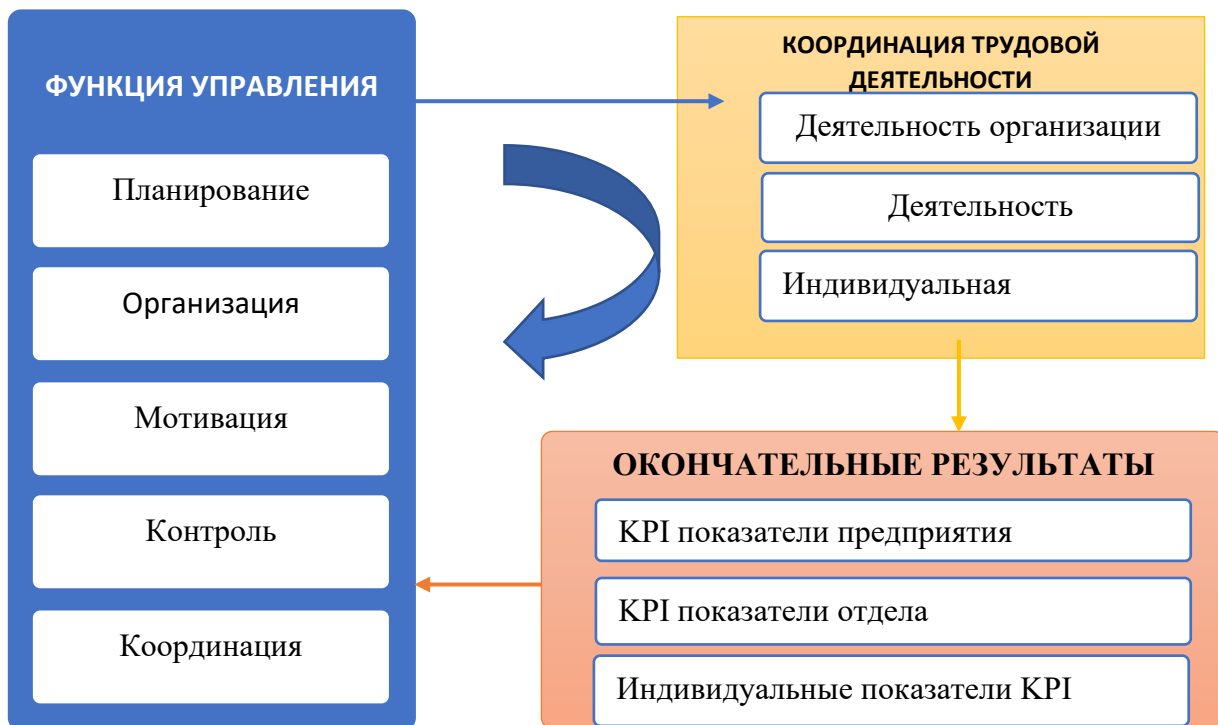 ФУНКЦИЯ УПРАВЛЕНИЯ
Планирование
Организация
Мотивация
Контроль
Координация
КООРДИНАЦИЯ ТРУДОВОЙ
ДЕЯТЕЛЬНОСТИ
Деятельность организации
Деятельность
Индивидуальная
ОКОНЧАТЕЛЬНЫЕ РЕЗУЛЬТАТЫ
KPI показатели предприятия
KPI показатели отдела
Индивидуальные показатели KPI